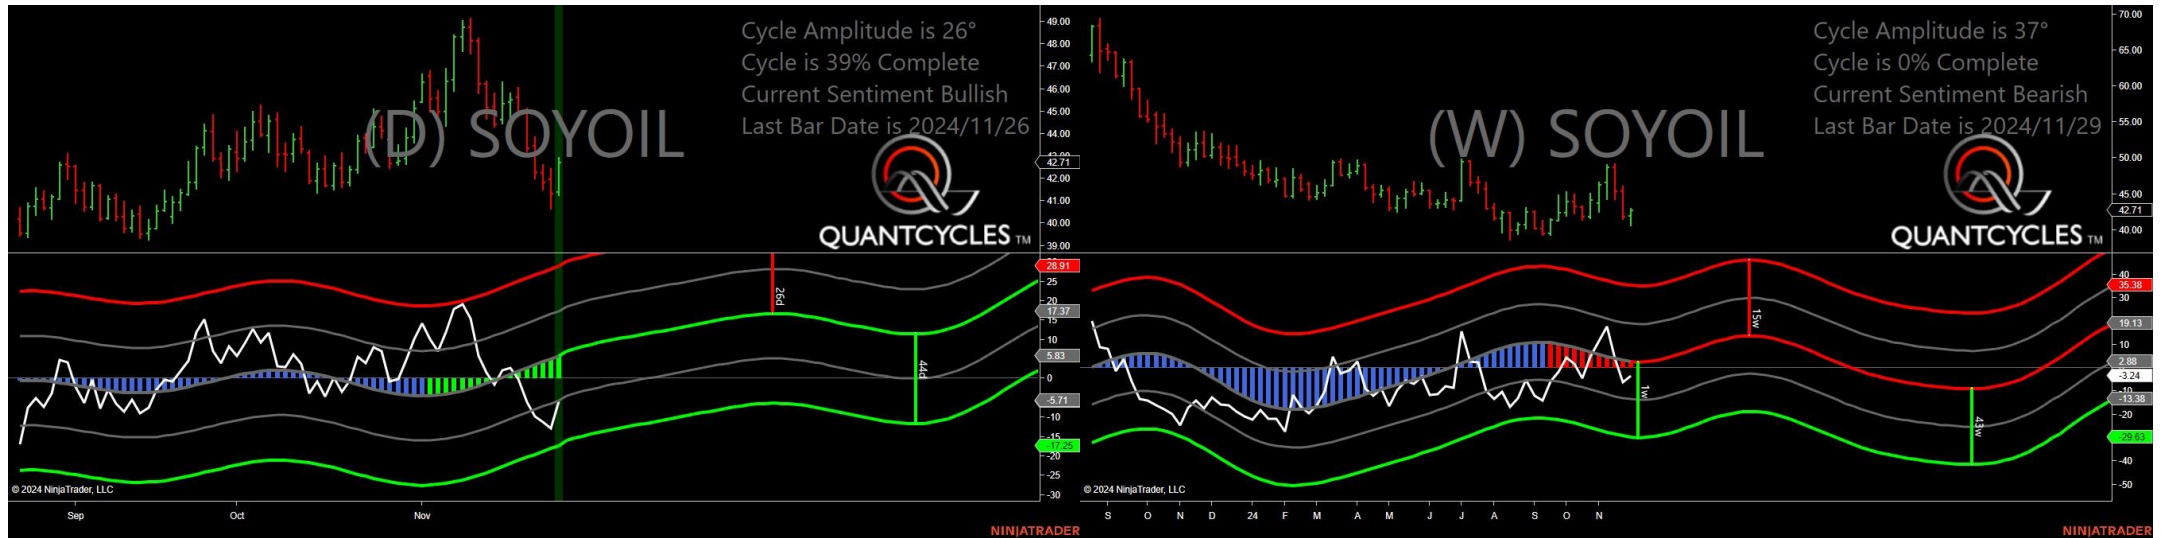 Cycle Amplitude is 26°
Cycle is 39% Complete
Current Sentiment Bullish
Last Bar Date is 2024/11/26
(D) SOYOIL
QUANTCYCLES TM
49.00
48.00
47.00
46.00
45.00
44.00
43.00
42.71
42.00
41.00
40.00
39.00
28.91
25
20
17.37
15
10
5.83
0
-5.71
-10
-15
-17.25
-20
-25
-30
26d
44d
© 2024 NinjaTrader, LLC
Sep Oct Nov
NINJATRADER
Cycle Amplitude is 37°
Cycle is 0% Complete
Current Sentiment Bearish
Last Bar Date is 2024/11/29
(W) SOYOIL
QUANTCYCLES TM
70.00
65.00
60.00
55.00
50.00
45.00
42.71
40.00
40
35.38
30
19.13
10
2.88
-3.24
-10
-13.38
-20
-29.63
-40
-50
15w
1w
43w
© 2024 NinjaTrader, LLC
S O N D 24 F M A M J J A S O N
NINJATRADER